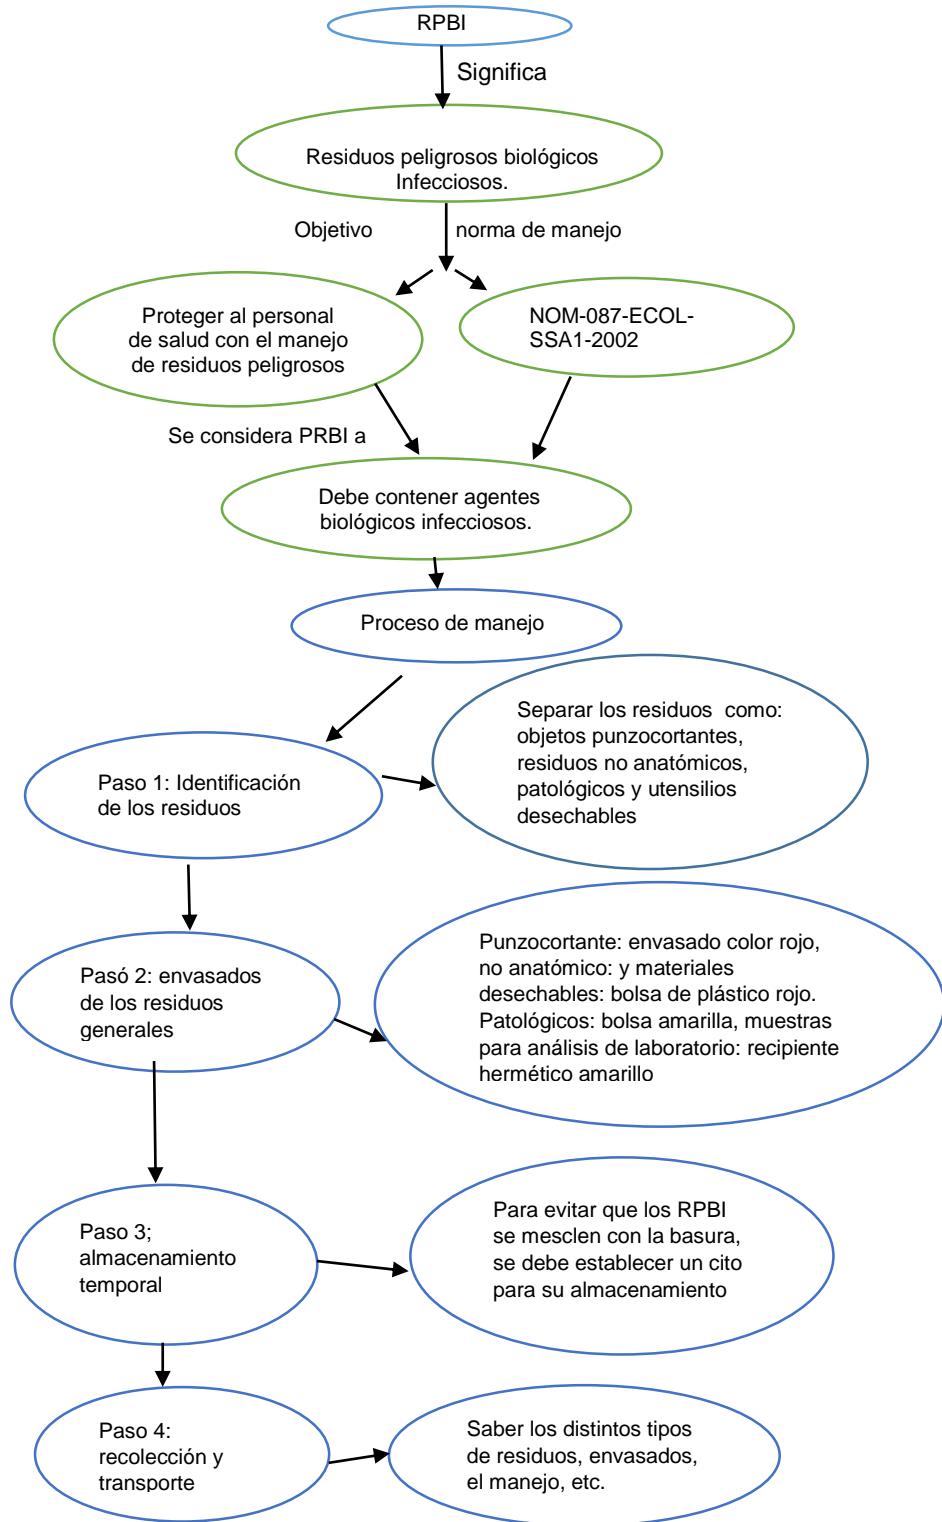 RPBI
Significa
Residuos peligrosos biológicos
Infecciosos.
Objetivo
norma de manejo
Proteger al personal
de salud con el manejo
de residuos peligrosos
NOM-087-ECOL-
SSA1-2002
Se considera PRBI a
Debe contener agentes
biológicos infecciosos.
Proceso de manejo
Separar los residuos  como:
objetos punzocortantes,
residuos no anatómicos,
patológicos y utensilios
desechables
Paso 1: Identificación
de los residuos
Punzocortante: envasado color rojo,
no anatómico: y materiales
desechables: bolsa de plástico rojo.
Patológicos: bolsa amarilla, muestras
para análisis de laboratorio: recipiente
hermético amarillo
Pasó 2: envasados
de los residuos
generales
Para evitar que los RPBI
se mesclen con la basura,
se debe establecer un cito
para su almacenamiento
Paso 3;
almacenamiento
temporal
Paso 4:
recolección y
transporte
Saber los distintos tipos
de residuos, envasados,
el manejo, etc.